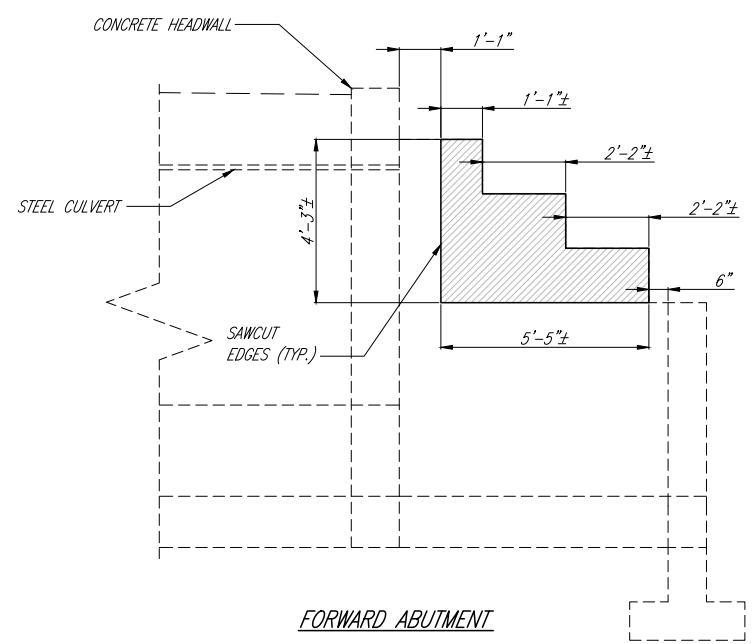 CONCRETE HEADWALL
1'-1"
1'-1"±
2'-2"±
STEEL CULVERT
4'-3"±
2'-2"±
6"
SAWCUT
EDGES (TYP.)
5'-5"±
FORWARD ABUTMENT